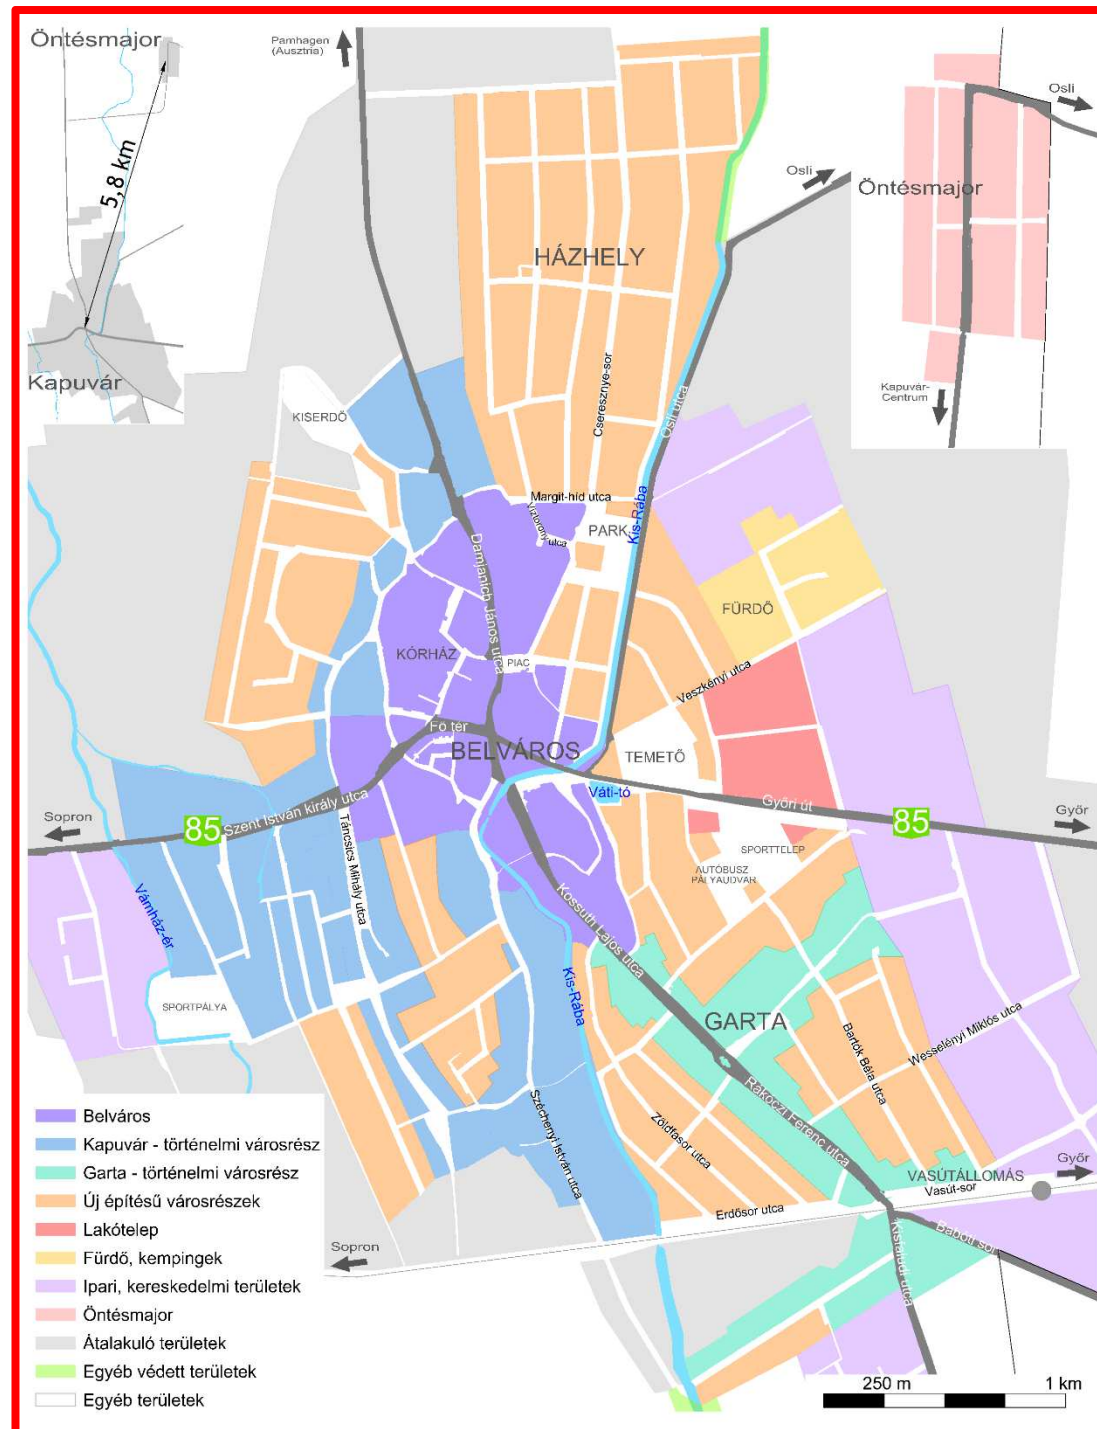 Öntésmajor
5,8 km
Kapuvár
Pamhagen
(Ausztria)
Osli
Osli
Öntésmajor
Kapuvár-
Centrum
HÁZHELY
Cseresznye-sor
Osli utca
KISERDŐ
Margit-híd utca
Víztorony utca
PARK
Kis-Rába
Damjanich János utca
KÓRHÁZ
PIAC
FÜRDŐ
Veszkényi utca
Fő tér
BELVÁROS
TEMETŐ
Váti-tó
Győri út
Sopron
85
Szent István király utca
85
Győr
Táncsics Mihály utca
SPORTTELEP
AUTÓBUSZ
PÁLYAUDVAR
Vámház-ér
Kossuth Lajos utca
Kis-Rába
SPORTPÁLYA
GARTA
Bartók Béla utca
Wesselényi Miklós utca
Rákóczi Ferenc utca
Zöldfasor utca
Széchenyi István utca
Győr
VASÚTÁLLOMÁS
Vasút-sor
Erdősor utca
Sopron
Kisfaludi utca
Babóti sor
Belváros
Kapuvár - történelmi városrész
Garta - történelmi városrész
Új építésű városrészek
Lakótelep
Fürdő, kempingek
Ipari, kereskedelmi területek
Öntésmajor
Átalakuló területek
Egyéb védett területek
Egyéb területek
250 m 1 km